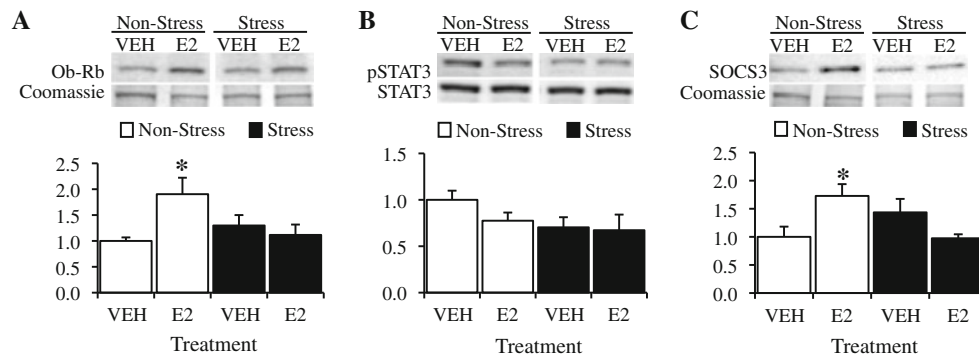 A
Non-Stress Stress
VEH E2 VEH E2
Ob-Rb
Coomassie
Non-Stress Stress
2.5
2.0
1.5
1.0
0.5
0.0
*
VEH E2 VEH E2
Treatment
B
Non-Stress Stress
VEH E2 VEH E2
pSTAT3
STAT3
Non-Stress Stress
1.5
1.0
0.5
0.0
VEH E2 VEH E2
Treatment
C
Non-Stress Stress
VEH E2 VEH E2
SOCS3
Coomassie
Non-Stress Stress
2.5
2.0
1.5
1.0
0.5
0.0
*
VEH E2 VEH E2
Treatment